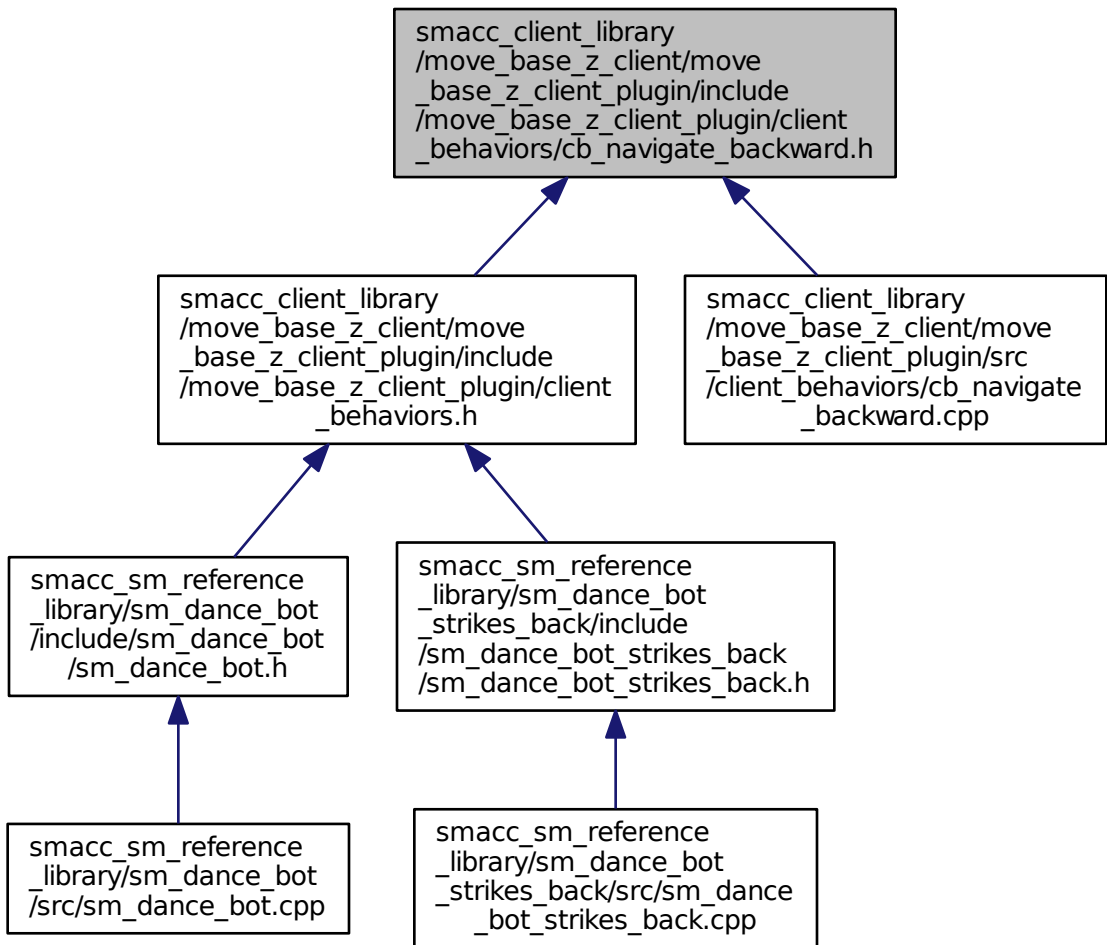 smacc_client_library
/move_base_z_client/move
_base_z_client_plugin/include
/move_base_z_client_plugin/client
_behaviors/cb_navigate_backward.h
smacc_client_library
/move_base_z_client/move
_base_z_client_plugin/include
/move_base_z_client_plugin/client
_behaviors.h
smacc_client_library
/move_base_z_client/move
_base_z_client_plugin/src
/client_behaviors/cb_navigate
_backward.cpp
smacc_sm_reference
_library/sm_dance_bot
/include/sm_dance_bot
/sm_dance_bot.h
smacc_sm_reference
_library/sm_dance_bot
_strikes_back/include
/sm_dance_bot_strikes_back
/sm_dance_bot_strikes_back.h
smacc_sm_reference
_library/sm_dance_bot
/src/sm_dance_bot.cpp
smacc_sm_reference
_library/sm_dance_bot
_strikes_back/src/sm_dance
_bot_strikes_back.cpp